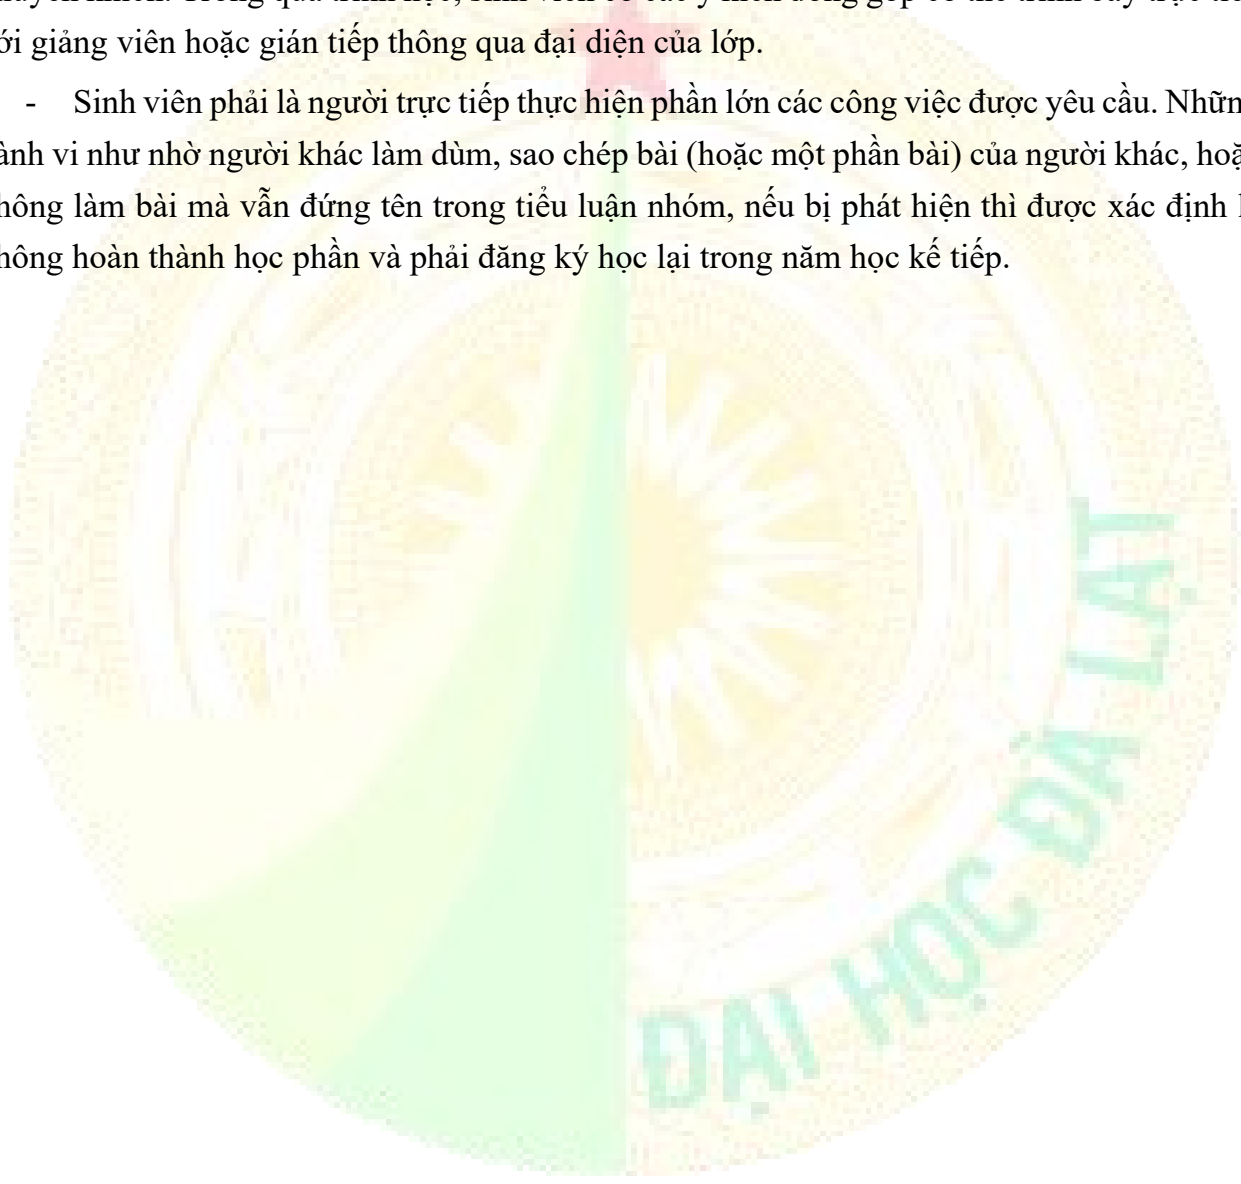 ới giảng viên hoặc gián tiếp thông qua đại diện của lớp.
- Sinh viên phải là người trực tiếp thực hiện phần lớn các công việc được yêu cầu. Nhữn
ành vi như nhờ người khác làm dùm, sao chép bài (hoặc một phần bài) của người khác, hoặ
hông làm bài mà vẫn đứng tên trong tiểu luận nhóm, nếu bị phát hiện thì được xác định l
hông hoàn thành học phần và phải đăng ký học lại trong năm học kế tiếp.
ĐẠI HỌC ĐÀ LẠT